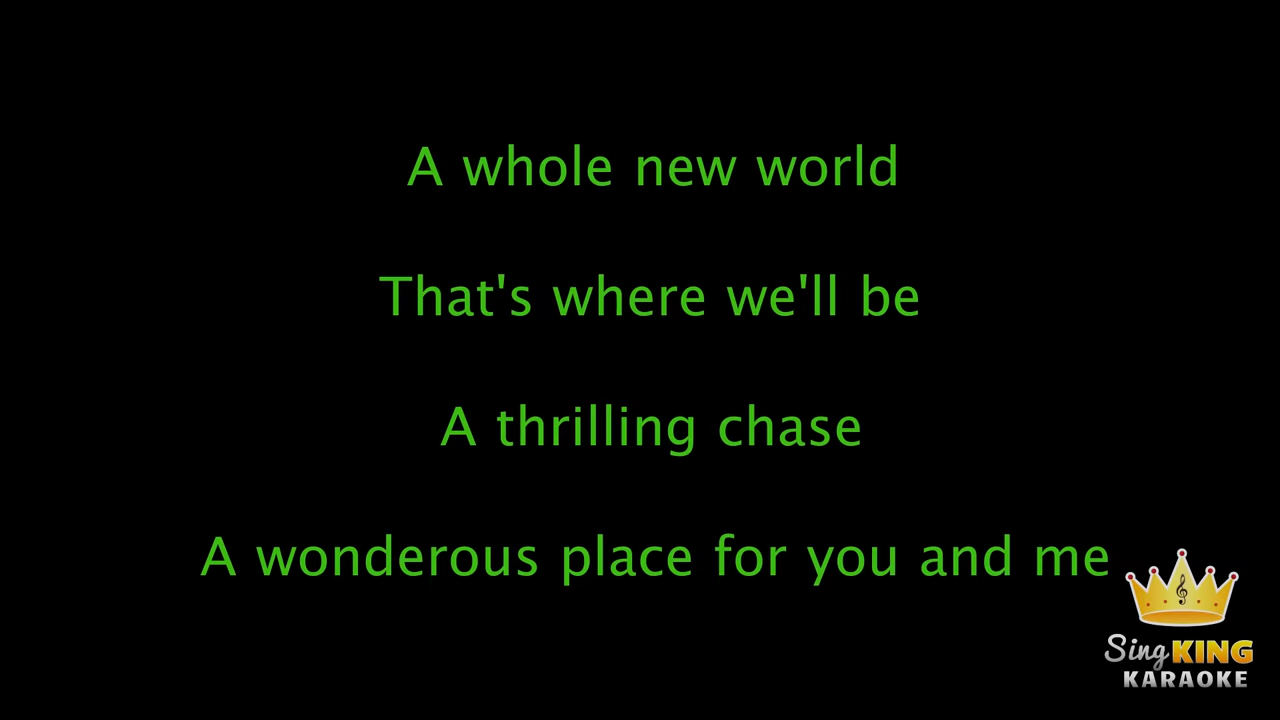 A whole new world
That's where we'll be
A thrilling chase
A wonderous place for you and me
Sing KING
KARAOKE